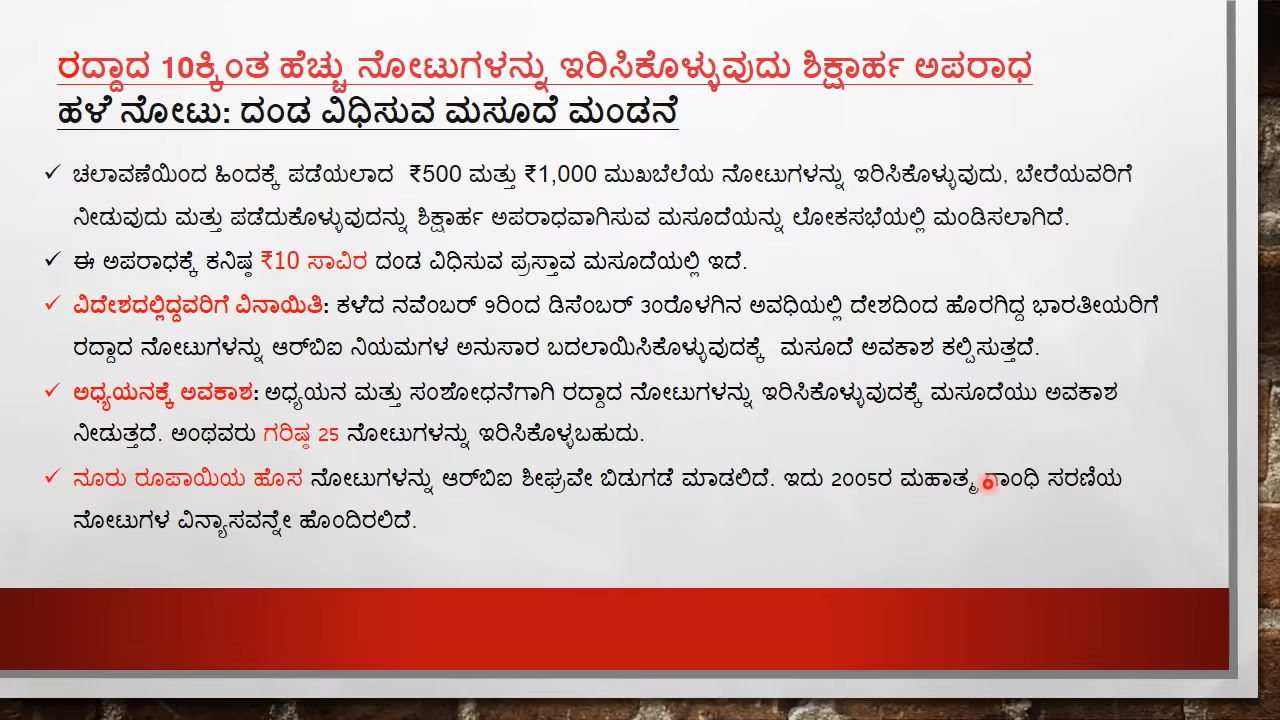 ರದ್ದಾದ 10ಕ್ಕಿಂತ ಹೆಚ್ಚು ನೋಟುಗಳನ್ನು ಇರಿಸಿಕೊಳ್ಳುವುದು ಶಿಕ್ಷಾರ್ಹ ಅಪರಾಧ
ಹಳೆ ನೋಟು: ದಂಡ ವಿಧಿಸುವ ಮಸೂದೆ ಮಂಡನೆ
✓ ಚಲಾವಣೆಯಿಂದ ಹಿಂದಕ್ಕೆ ಪಡೆಯಲಾದ ₹500 ಮತ್ತು ₹1,000 ಮುಖಬೆಲೆಯ ನೋಟುಗಳನ್ನು ಇರಿಸಿಕೊಳ್ಳುವುದು, ಬೇರೆಯವರಿಗೆ
ನೀಡುವುದು ಮತ್ತು ಪಡೆದುಕೊಳ್ಳುವುದನ್ನು ಶಿಕ್ಷಾರ್ಹ ಅಪರಾಧವಾಗಿಸುವ ಮಸೂದೆಯನ್ನು ಲೋಕಸಭೆಯಲ್ಲಿ ಮಂಡಿಸಲಾಗಿದೆ.
✓ ಈ ಅಪರಾಧಕ್ಕೆ ಕನಿಷ್ಠ ₹10 ಸಾವಿರ ದಂಡ ವಿಧಿಸುವ ಪ್ರಸ್ತಾವ ಮಸೂದೆಯಲ್ಲಿ ಇದೆ.
✓ ವಿದೇಶದಲ್ಲಿದ್ದವರಿಗೆ ವಿನಾಯಿತಿ: ಕಳೆದ ನವೆಂಬರ್ 9ರಿಂದ ಡಿಸೆಂಬರ್ 30ರೊಳಗಿನ ಅವಧಿಯಲ್ಲಿ ದೇಶದಿಂದ ಹೊರಗಿದ್ದ ಭಾರತೀಯರಿಗೆ
ರದ್ದಾದ ನೋಟುಗಳನ್ನು ಆರ್‌ಬಿಐ ನಿಯಮಗಳ ಅನುಸಾರ ಬದಲಾಯಿಸಿಕೊಳ್ಳುವುದಕ್ಕೆ ಮಸೂದೆ ಅವಕಾಶ ಕಲ್ಪಿಸುತ್ತದೆ.
✓ ಅಧ್ಯಯನಕ್ಕೆ ಅವಕಾಶ: ಅಧ್ಯಯನ ಮತ್ತು ಸಂಶೋಧನೆಗಾಗಿ ರದ್ದಾದ ನೋಟುಗಳನ್ನು ಇರಿಸಿಕೊಳ್ಳುವುದಕ್ಕೆ ಮಸೂದೆಯು ಅವಕಾಶ
ನೀಡುತ್ತದೆ. ಅಂಥವರು ಗರಿಷ್ಠ 25 ನೋಟುಗಳನ್ನು ಇರಿಸಿಕೊಳ್ಳಬಹುದು.
✓ ನೂರು ರೂಪಾಯಿಯ ಹೊಸ ನೋಟುಗಳನ್ನು ಆರ್‌ಬಿಐ ಶೀಘ್ರವೇ ಬಿಡುಗಡೆ ಮಾಡಲಿದೆ. ಇದು 2005ರ ಮಹಾತ್ಮ ಗಾಂಧಿ ಸರಣಿಯ
ನೋಟುಗಳ ವಿನ್ಯಾಸವನ್ನೇ ಹೊಂದಿರಲಿದೆ.